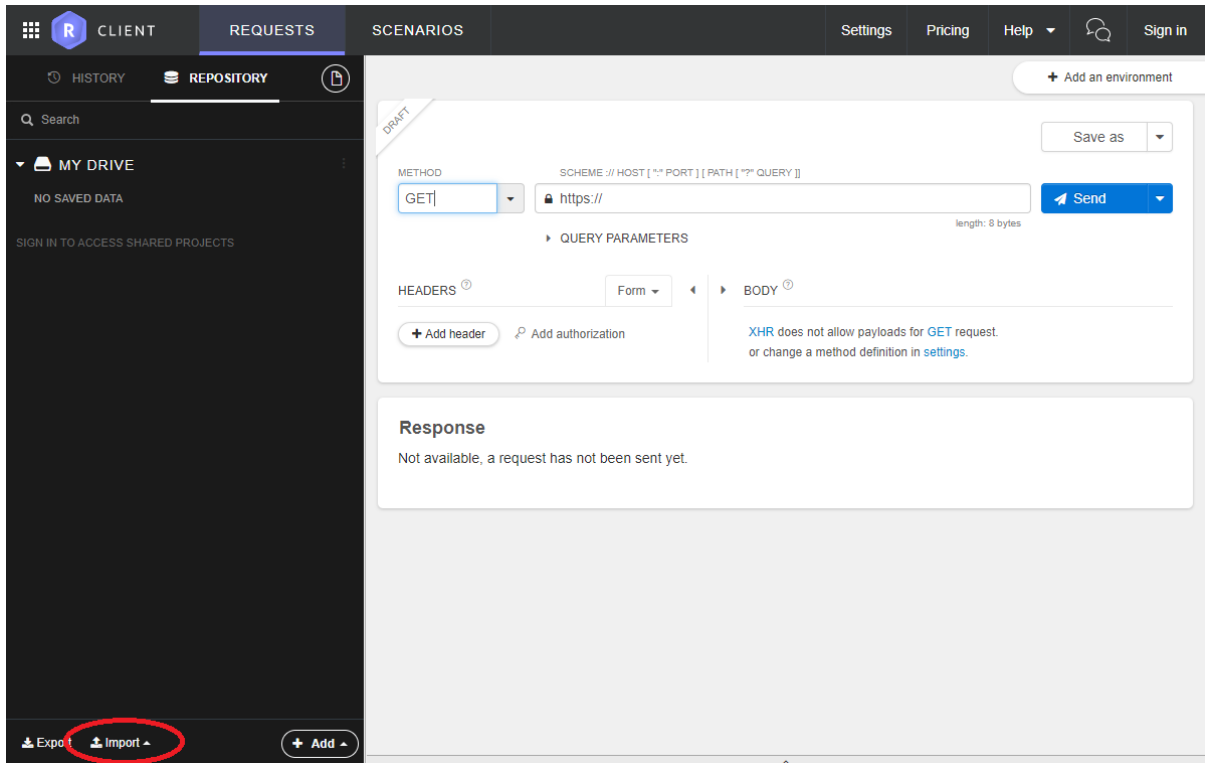 R CLIENT REQUESTS SCENARIOS Settings Pricing Help Sign in
HISTORY REPOSITORY
+ Add an environment
Search
DRAFT
Save as
MY DRIVE
METHOD SCHEME :// HOST [ ":" PORT ] [ PATH [ "?" QUERY ]]
NO SAVED DATA
GET https:// Send
length: 8 bytes
SIGN IN TO ACCESS SHARED PROJECTS
QUERY PARAMETERS
HEADERS ? Form BODY ?
+ Add header Add authorization
XHR does not allow payloads for GET request.
or change a method definition in settings.
Response
Not available, a request has not been sent yet.
Export Import + Add